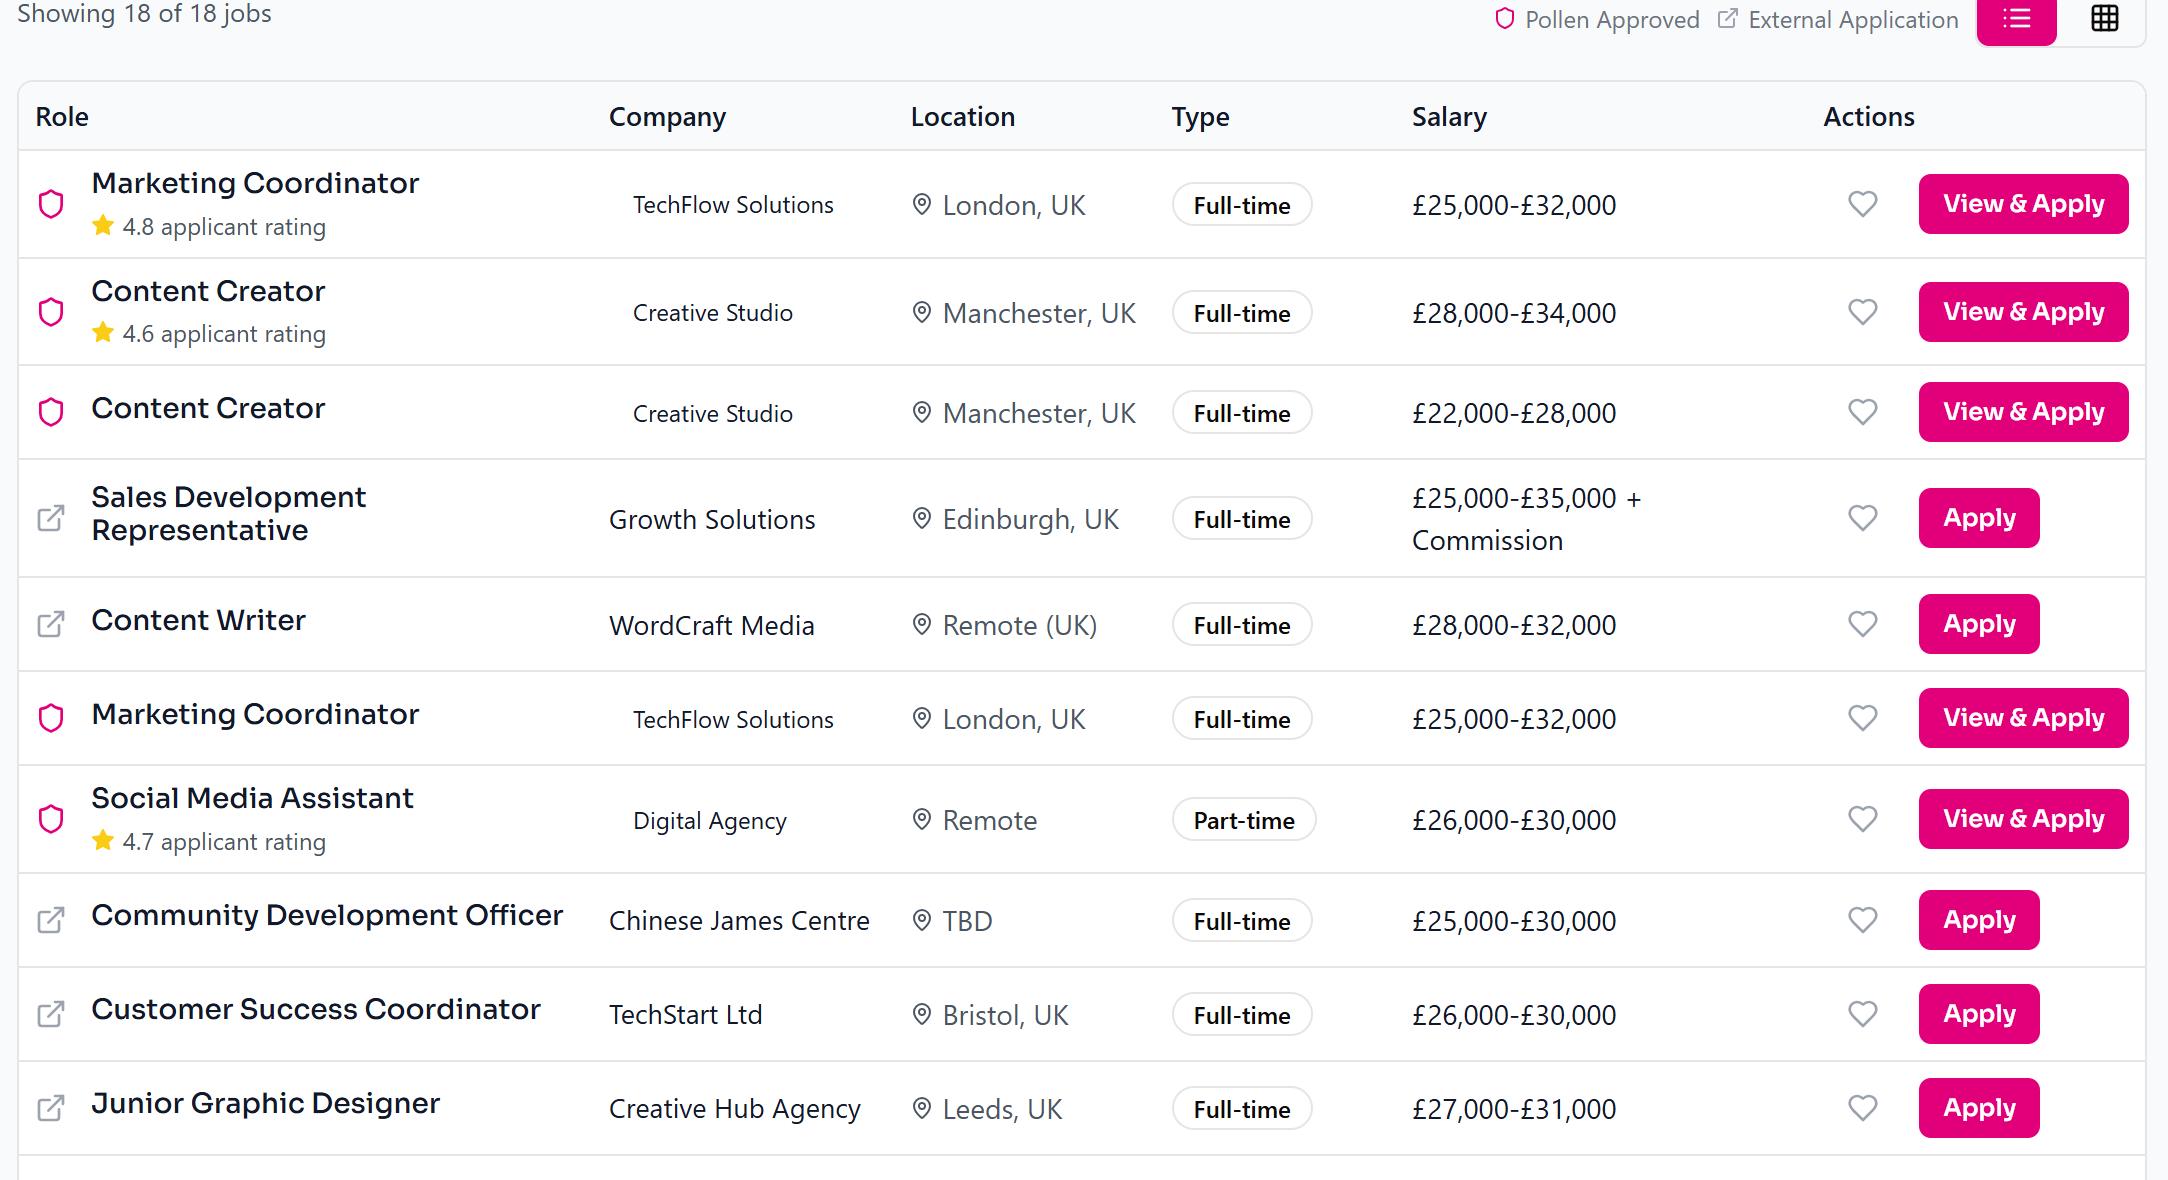 Showing 18 of 18 jobs
Pollen Approved External Application
Role Company Location Type Salary Actions
Marketing Coordinator
4.8 applicant rating
TechFlow Solutions London, UK Full-time £25,000-£32,000 View & Apply
Content Creator
4.6 applicant rating
Creative Studio Manchester, UK Full-time £28,000-£34,000 View & Apply
Content Creator Creative Studio Manchester, UK Full-time £22,000-£28,000 View & Apply
Sales Development
Representative
Growth Solutions Edinburgh, UK Full-time
£25,000-£35,000 +
Commission
Apply
Content Writer WordCraft Media Remote (UK) Full-time £28,000-£32,000 Apply
Marketing Coordinator TechFlow Solutions London, UK Full-time £25,000-£32,000 View & Apply
Social Media Assistant
4.7 applicant rating
Digital Agency Remote Part-time £26,000-£30,000 View & Apply
Community Development Officer Chinese James Centre TBD Full-time £25,000-£30,000 Apply
Customer Success Coordinator TechStart Ltd Bristol, UK Full-time £26,000-£30,000 Apply
Junior Graphic Designer Creative Hub Agency Leeds, UK Full-time £27,000-£31,000 Apply